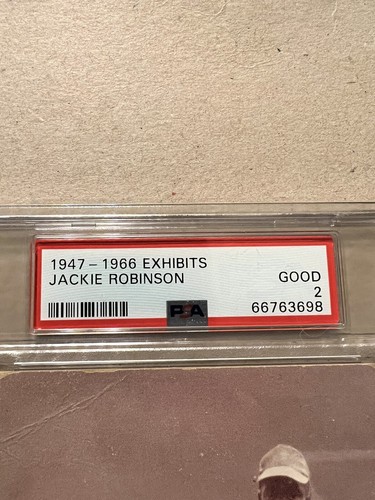 1947-1966 EXHIBITS
JACKIE ROBINSON
GOOD
2
PSA
66763698